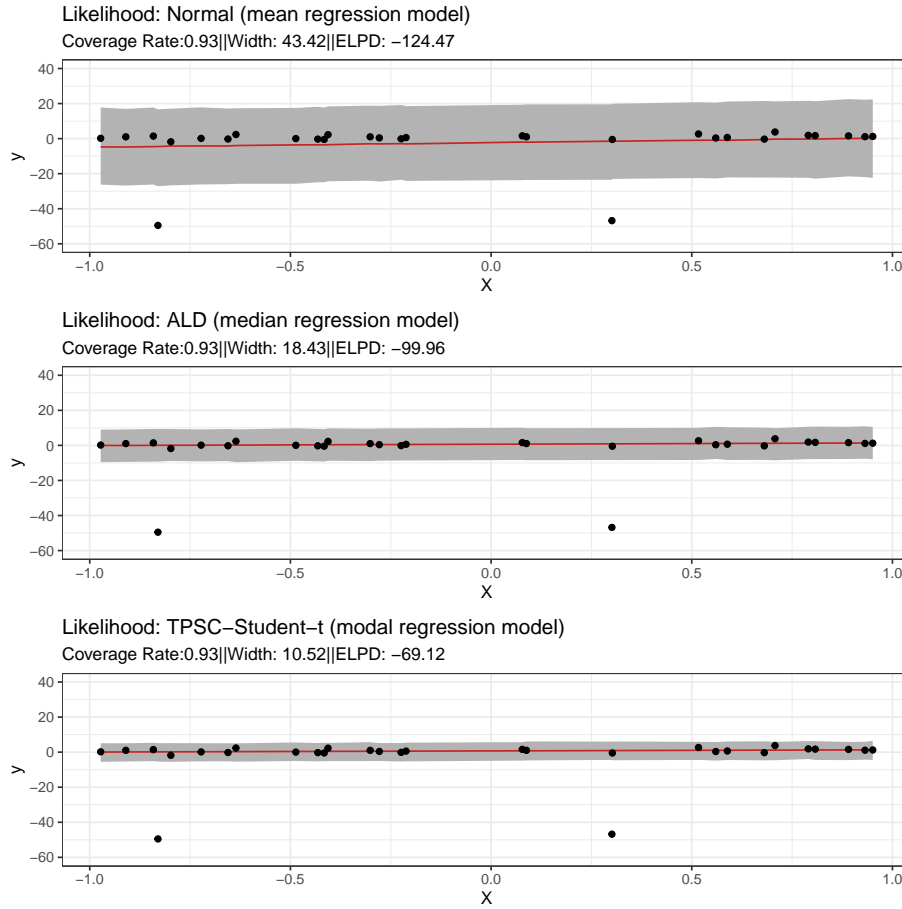 Likelihood: Normal (mean regression model)
Coverage Rate:0.93||Width: 43.42||ELPD: −124.47
40
20
0
−20
−40
−60
y
−1.0 −0.5 0.0 0.5 1.0
X
Likelihood: ALD (median regression model)
Coverage Rate:0.93||Width: 18.43||ELPD: −99.96
40
20
0
−20
−40
−60
y
−1.0 −0.5 0.0 0.5 1.0
X
Likelihood: TPSC−Student−t (modal regression model)
Coverage Rate:0.93||Width: 10.52||ELPD: −69.12
40
20
0
−20
−40
−60
y
−1.0 −0.5 0.0 0.5 1.0
X